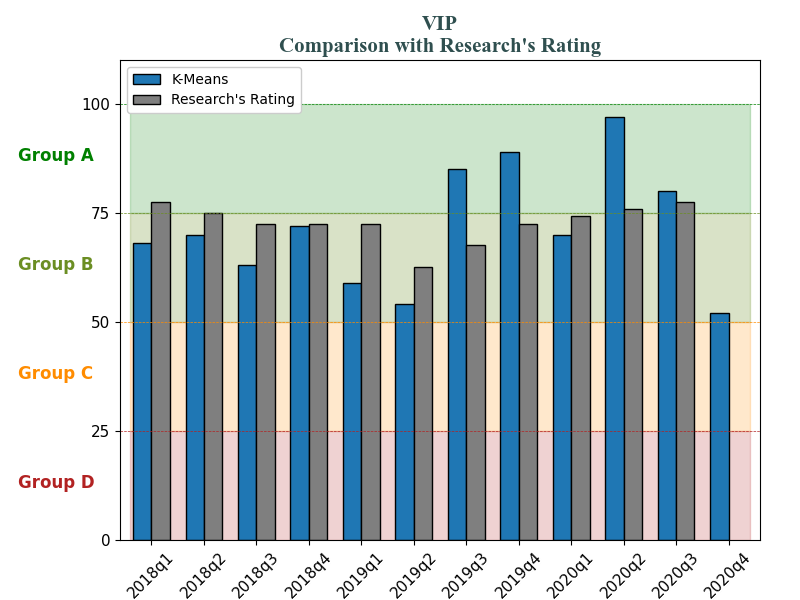 VIP
Comparison with Research's Rating
K-Means
Research's Rating
100
Group A
75
Group B
50
Group C
25
Group D
0
2018q1
2018q2
2018q3
2018q4
2019q1
2019q2
2019q3
2019q4
2020q1
2020q2
2020q3
2020q4